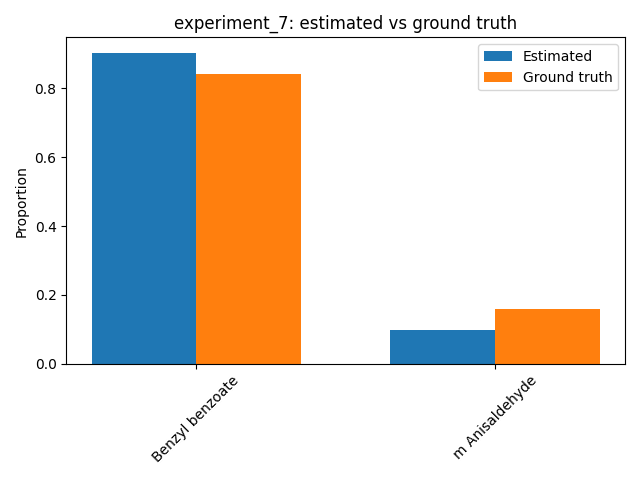 experiment_7: estimated vs ground truth
Estimated
Ground truth
Proportion
0.8
0.6
0.4
0.2
0.0
Benzyl benzoate
m Anisaldehyde